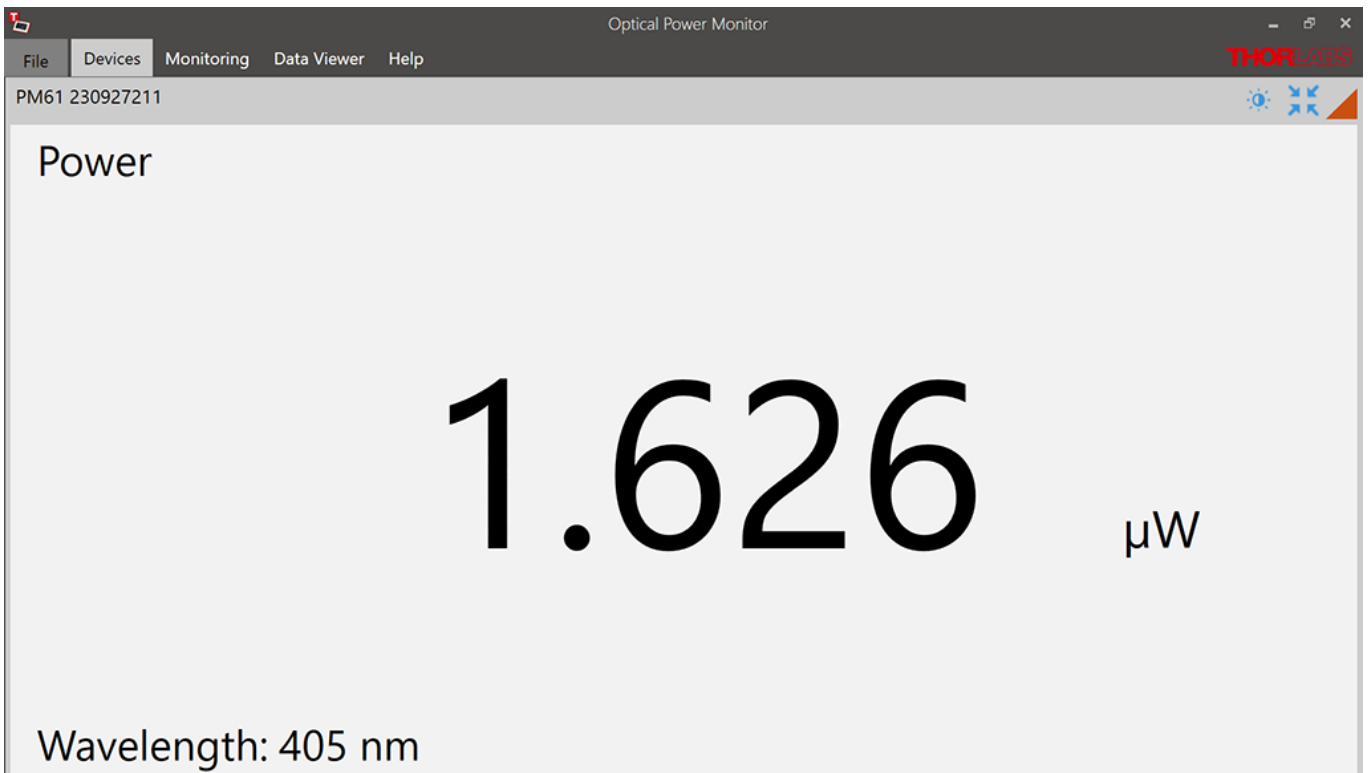 Optical Power Monitor
File Devices Monitoring Data Viewer Help
THORLABS
PM61 230927211
Power
1.626 µW
Wavelength: 405 nm